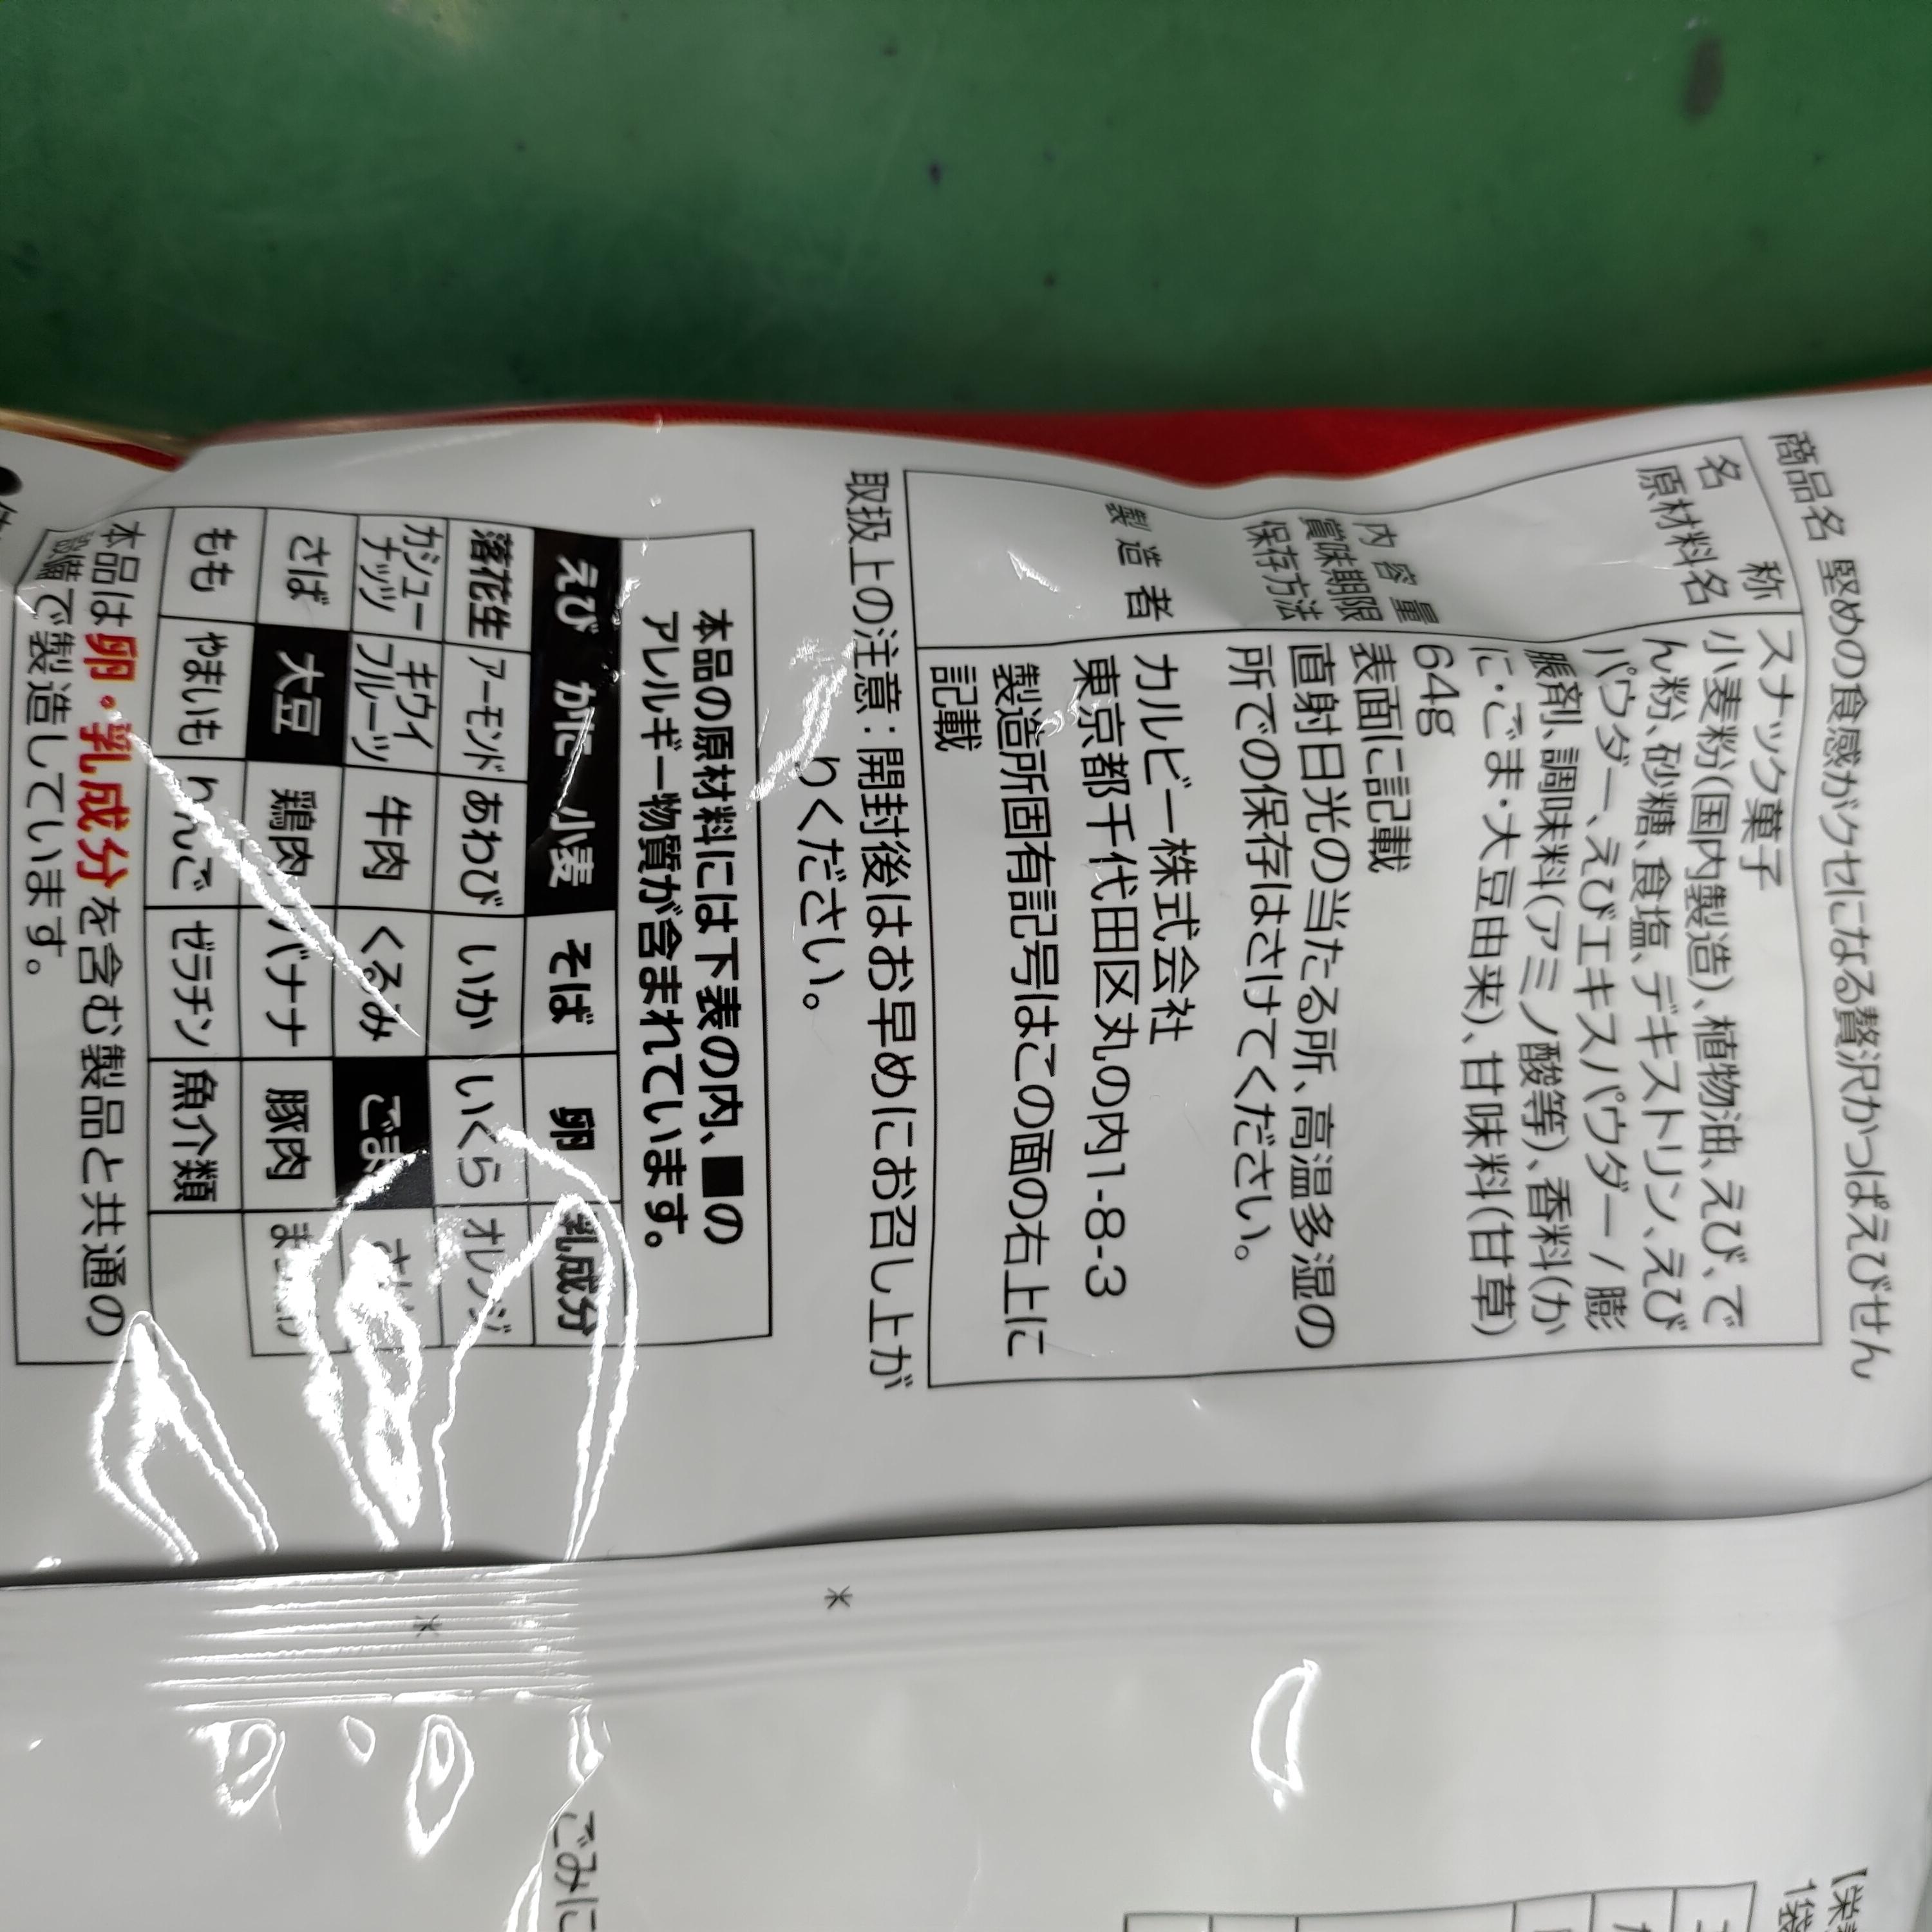 商品名 堅めの食感がクセになる贅沢かっぱえびせん
名称 スナック菓子
原材料名 小麦粉(国内製造)、植物油、えび、で
ん粉、砂糖、食塩、デキストリン、えび
パウダー、えびエキスパウダー/膨
脹剤、調味料(アミノ酸等)、香料(か
に・ごま・大豆由来)、甘味料(甘草)
内容量 64g
賞味期限 表面に記載
保存方法 直射日光の当たる所、高温多湿の
所での保存はさけてください。
製造者 カルビー株式会社
東京都千代田区丸の内1-8-3
製造所固有記号はこの面の右上に
記載
取扱上の注意:開封後はお早めにお召し上が
りください。
本品の原材料には下表の内、■の
アレルギー物質が含まれています。
えび かに 小麦 そば 卵 乳成分
落花生 アーモンド あわび いか いくら オレンジ
カシューナッツ キウイフルーツ 牛肉 くるみ ごま
さば 大豆 鶏肉 バナナ 豚肉
もも やまいも りんご ゼラチン 魚介類
本品は卵・乳成分を含む製品と共通の
設備で製造しています。
ごみに
1袋